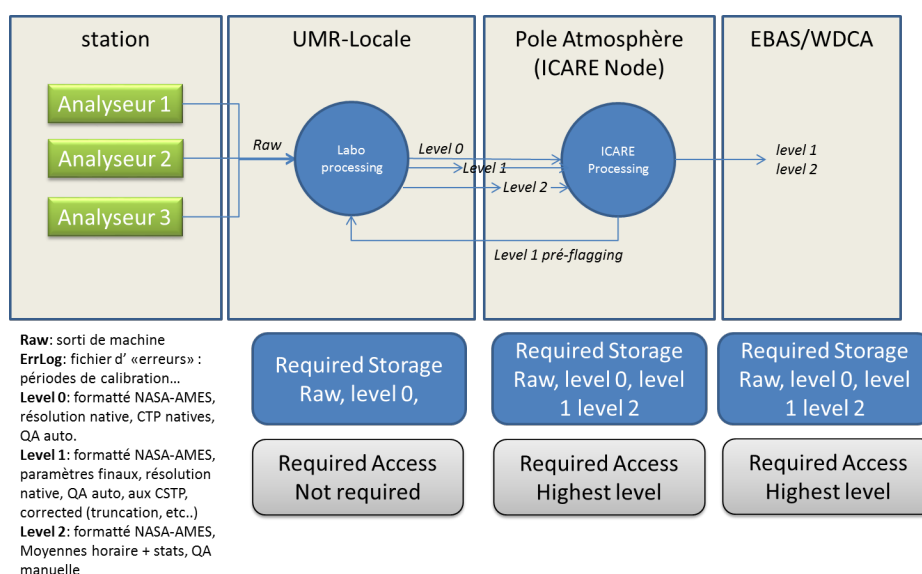 station
UMR-Locale
Pole Atmosphère
(ICARE Node)
EBAS/WDCA
Analyseur 1
Analyseur 2
Analyseur 3
Raw
Labo
processing
Level 0
Level 1
Level 2
ICARE
Processing
level 1
level 2
Level 1 pré-flagging
Raw: sorti de machine
ErrLog: fichier d’ «erreurs» :
périodes de calibration…
Level 0: formatté NASA-AMES,
résolution native, CTP natives,
QA auto.
Level 1: formatté NASA-AMES,
paramètres finaux, résolution
native, QA auto, aux CSTP,
corrected (truncation, etc..)
Level 2: formatté NASA-AMES,
Moyennes horaire + stats, QA
manuelle
Required Storage
Raw, level 0,
Required Storage
Raw, level 0, level
1 level 2
Required Storage
Raw, level 0, level
1 level 2
Required Access
Not required
Required Access
Highest level
Required Access
Highest level